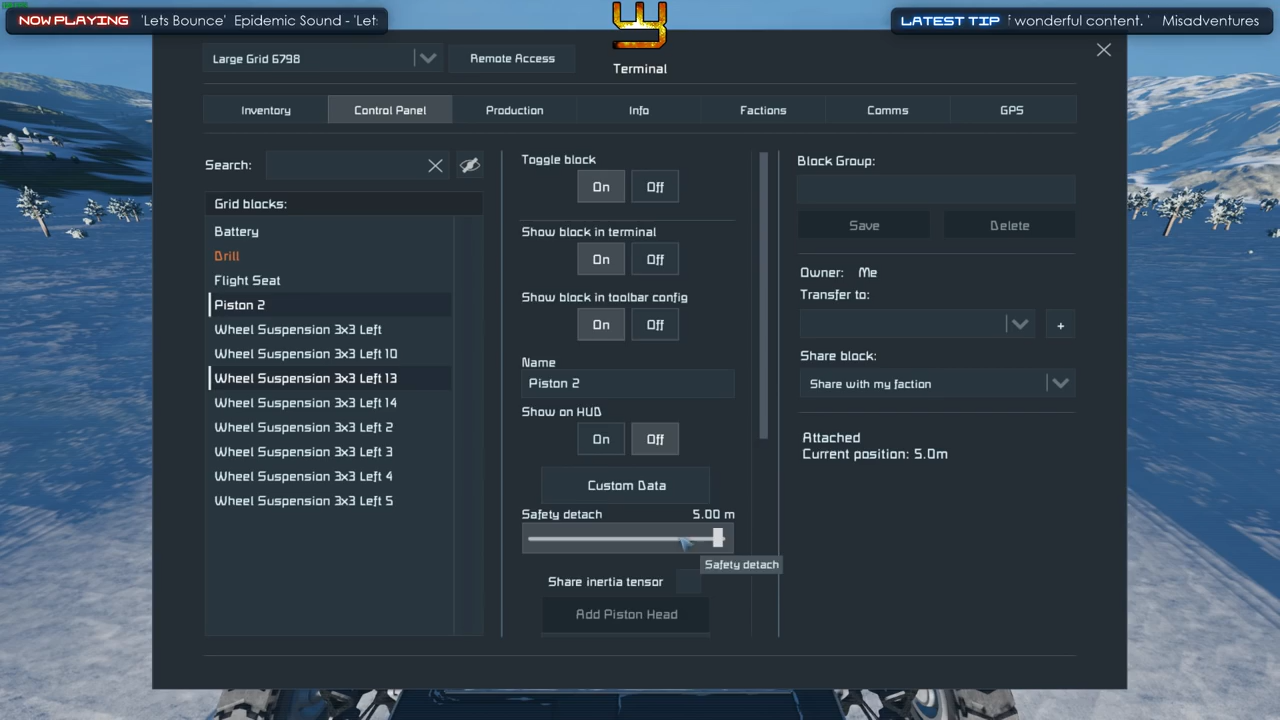 NOW PLAYING 'Lets Bounce' Epidemic Sound - 'Let
LATEST TIP wonderful content. ' Misadventures
Large Grid 6798
Remote Access
Terminal
Inventory
Control Panel
Production
Info
Factions
Comms
GPS
Search:
Grid blocks:
Battery
Drill
Flight Seat
Piston 2
Wheel Suspension 3x3 Left
Wheel Suspension 3x3 Left 10
Wheel Suspension 3x3 Left 13
Wheel Suspension 3x3 Left 14
Wheel Suspension 3x3 Left 2
Wheel Suspension 3x3 Left 3
Wheel Suspension 3x3 Left 4
Wheel Suspension 3x3 Left 5
Toggle block
On Off
Show block in terminal
On Off
Show block in toolbar config
On Off
Name
Piston 2
Show on HUD
On Off
Custom Data
Safety detach 5.00 m
Safety detach
Share inertia tensor
Add Piston Head
Block Group:
Save Delete
Owner: Me
Transfer to:
+
Share block:
Share with my faction
Attached
Current position: 5.0m